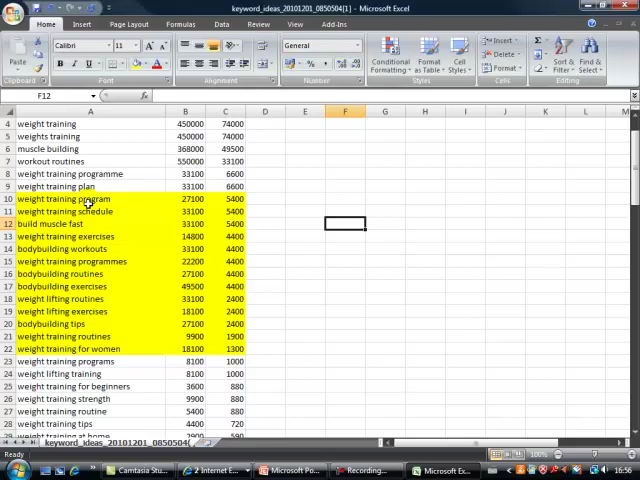 keyword_ideas_20101201_0850504[1] - Microsoft Excel
Home Insert Page Layout Formulas Data Review View Add-Ins
Paste Calibri 11 General Conditional Formatting Format as Table Cell Styles Insert Delete Format Sort & Filter Find & Select
Clipboard Font Alignment Number Styles Cells Editing
F12 fx
A B C D E F G H I J K L M
4 weight training 450000 74000
5 weights training 450000 74000
6 muscle building 368000 49500
7 workout routines 550000 33100
8 weight training programme 33100 6600
9 weight training plan 33100 6600
10 weight training program 27100 5400
11 weight training schedule 33100 5400
12 build muscle fast 33100 5400
13 weight training exercises 14800 4400
14 bodybuilding workouts 33100 4400
15 weight training programmes 22200 4400
16 bodybuilding routines 27100 4400
17 bodybuilding exercises 49500 4400
18 weight lifting routines 33100 2400
19 weight lifting exercises 18100 2400
20 bodybuilding tips 27100 2400
21 weight training routines 9900 1900
22 weight training for women 18100 1300
23 weight training programs 8100 1000
24 weight lifting training 8100 1000
25 weight training for beginners 3600 880
26 weight training strength 9900 880
27 weight training routine 5400 880
28 weight training tips 4400 720
29 weight training at home 2900 590
keyword_ideas_20101201_0850504(
Ready 100%
Camtasia Stu... 2 Internet E... Microsoft Po... Recording... Microsoft Ex... 16:56